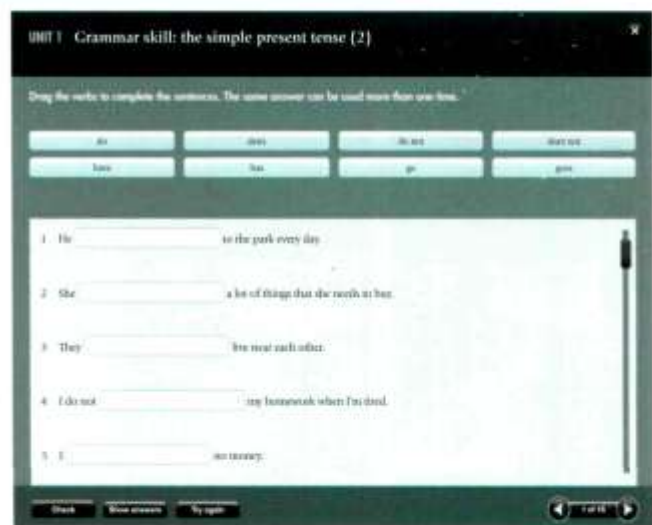 UNIT 1 Grammar skill: the simple present tense (2)
Drag the verbs to complete the sentences. The same answer can be used more than one time.
do does do not does not
have has go goes
1 He to the park every day.
2 She a lot of things that she needs to buy.
3 They live near each other.
4 I do not my homework when I'm tired.
5 I no money.
Check Show answers Try again 1 of 15